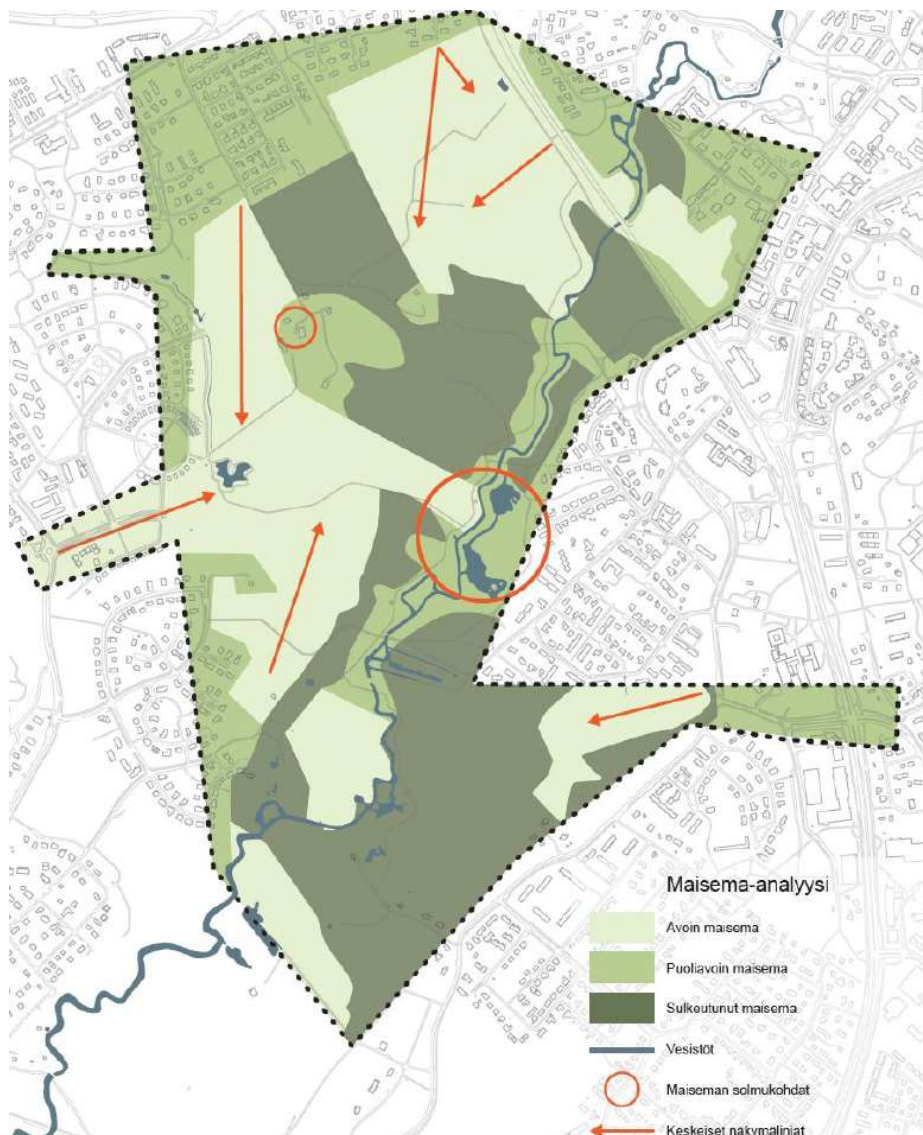 Maisema-analyysi
Avoin maisema
Puoliavoin maisema
Sulkeutunut maisema
Vesistöt
Maiseman solmukohdat
Keskeiset näkymälinjat